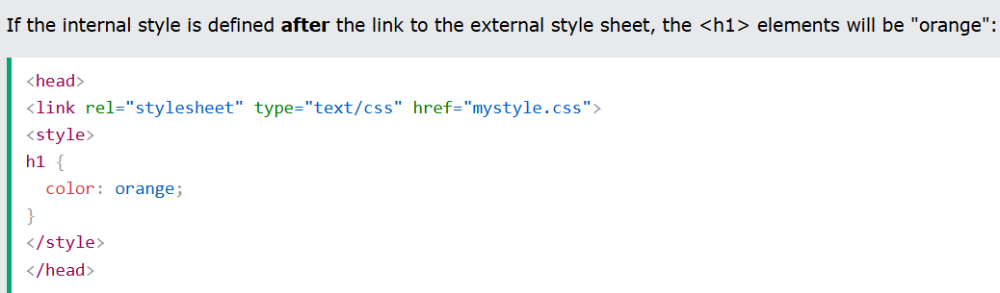 If the internal style is defined after the link to the external style sheet, the <h1> elements will be "orange":
<head>
<link rel="stylesheet" type="text/css" href="mystyle.css">
<style>
h1 {
  color: orange;
}
</style>
</head>